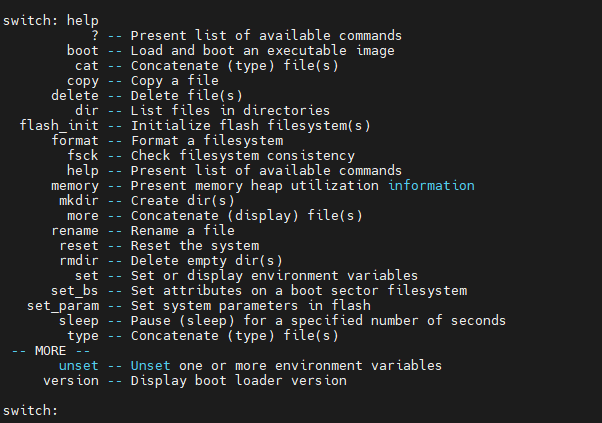 switch: help
? -- Present list of available commands
boot -- Load and boot an executable image
cat -- Concatenate (type) file(s)
copy -- Copy a file
delete -- Delete file(s)
dir -- List files in directories
flash_init -- Initialize flash filesystem(s)
format -- Format a filesystem
fsck -- Check filesystem consistency
help -- Present list of available commands
memory -- Present memory heap utilization information
mkdir -- Create dir(s)
more -- Concatenate (display) file(s)
rename -- Rename a file
reset -- Reset the system
rmdir -- Delete empty dir(s)
set -- Set or display environment variables
set_bs -- Set attributes on a boot sector filesystem
set_param -- Set system parameters in flash
sleep -- Pause (sleep) for a specified number of seconds
type -- Concatenate (type) file(s)
-- MORE --
unset -- Unset one or more environment variables
version -- Display boot loader version
switch: